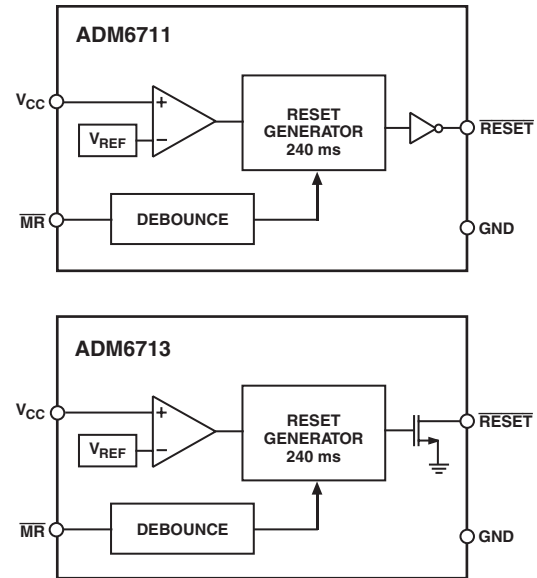 ADM6711
VCC
+
VREF
−
RESET
GENERATOR
240 ms
RESET
MR
DEBOUNCE
GND
ADM6713
VCC
+
VREF
−
RESET
GENERATOR
240 ms
RESET
MR
DEBOUNCE
GND